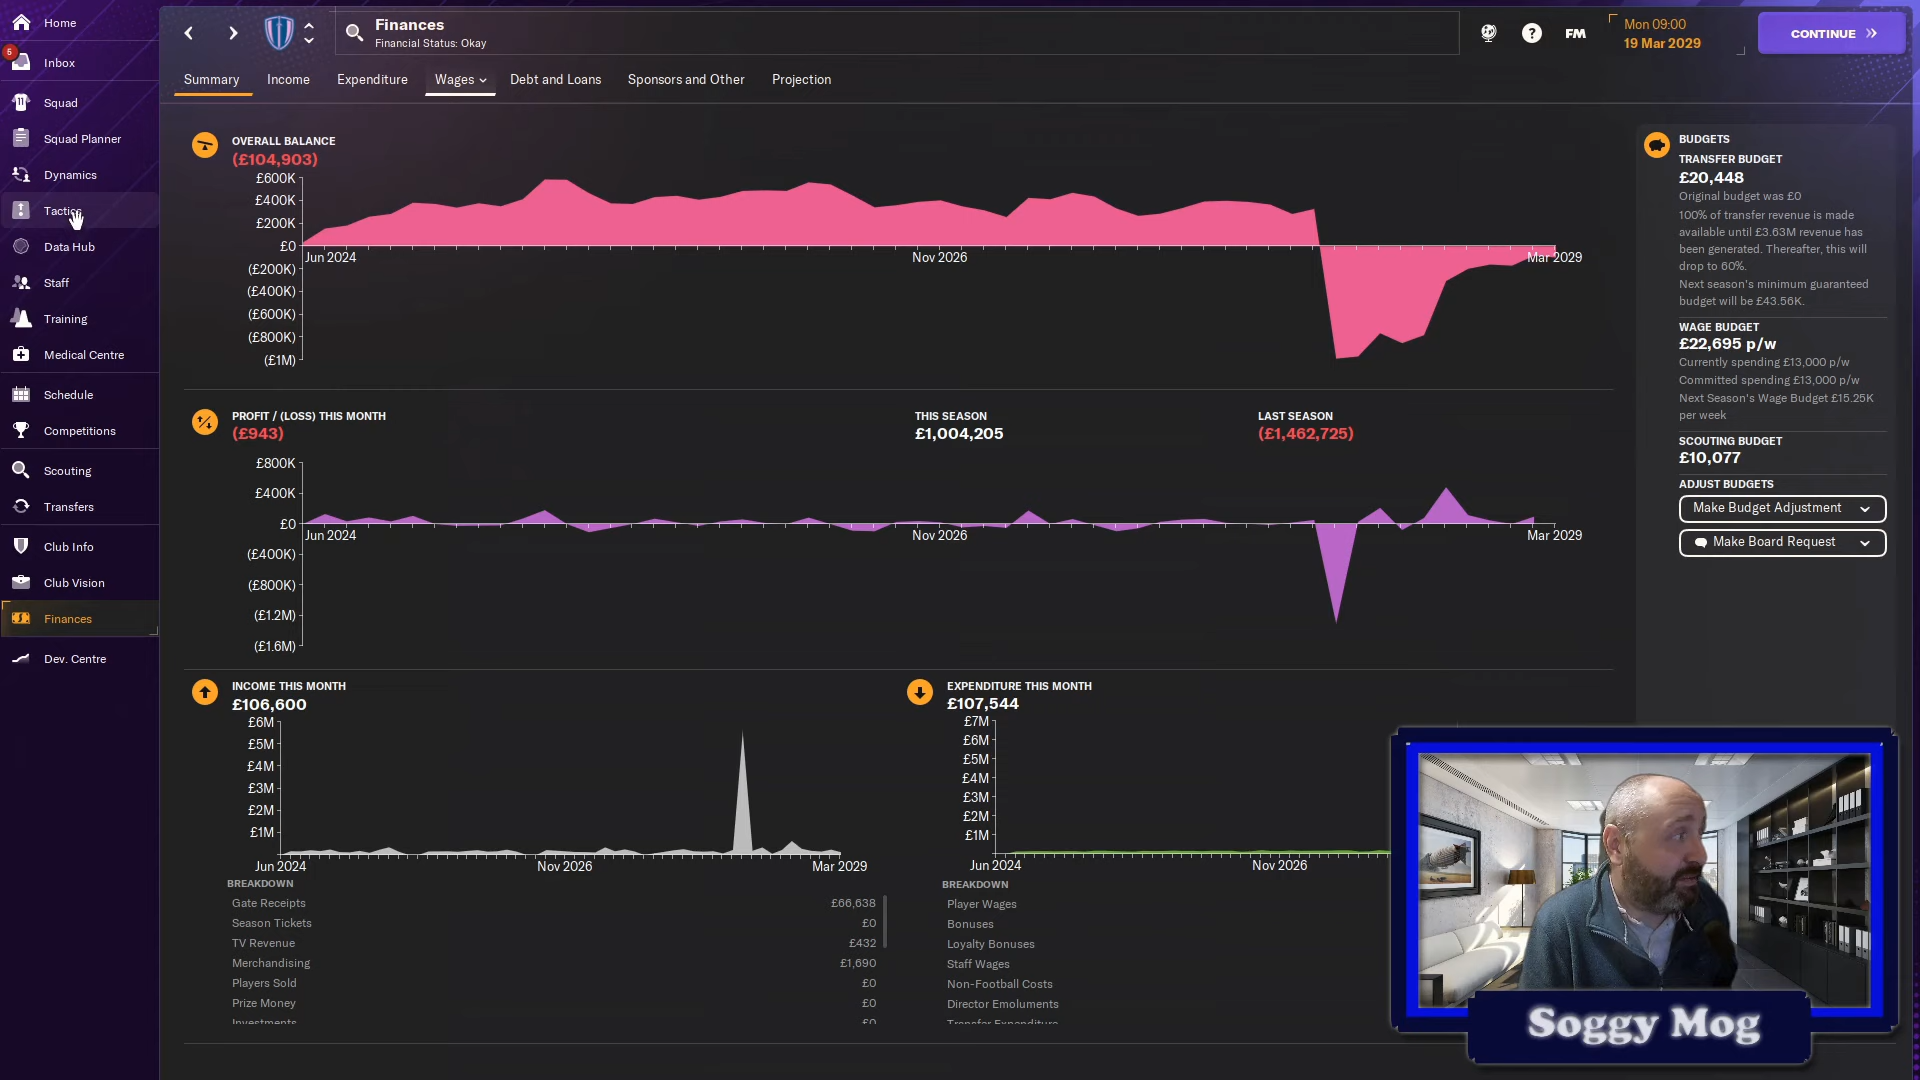 Home
5
Inbox
Squad
Squad Planner
Dynamics
Tactics
Data Hub
Staff
Training
Medical Centre
Schedule
Competitions
Scouting
Transfers
Club Info
Club Vision
Finances
Dev. Centre
Finances
Financial Status: Okay
?
FM
Mon 09:00
19 Mar 2029
CONTINUE
Summary
Income
Expenditure
Wages
Debt and Loans
Sponsors and Other
Projection
OVERALL BALANCE
(£104,903)
£600K
£400K
£200K
£0
(£200K)
(£400K)
(£600K)
(£800K)
(£1M)
Jun 2024
Nov 2026
Mar 2029
PROFIT / (LOSS) THIS MONTH
(£943)
THIS SEASON
£1,004,205
LAST SEASON
(£1,462,725)
£800K
£400K
£0
(£400K)
(£800K)
(£1.2M)
(£1.6M)
Jun 2024
Nov 2026
Mar 2029
INCOME THIS MONTH
£106,600
£6M
£5M
£4M
£3M
£2M
£1M
Jun 2024
Nov 2026
Mar 2029
BREAKDOWN
Gate Receipts £66,638
Season Tickets £0
TV Revenue £432
Merchandising £1,690
Players Sold £0
Prize Money £0
Investments £0
EXPENDITURE THIS MONTH
£107,544
£7M
£6M
£5M
£4M
£3M
£2M
£1M
Jun 2024
Nov 2026
BREAKDOWN
Player Wages
Bonuses
Loyalty Bonuses
Staff Wages
Non-Football Costs
Director Emoluments
Transfer Expenditure
BUDGETS
TRANSFER BUDGET
£20,448
Original budget was £0
100% of transfer revenue is made
available until £3.63M revenue has
been generated. Thereafter, this will
drop to 60%.
Next season's minimum guaranteed
budget will be £43.56K.
WAGE BUDGET
£22,695 p/w
Currently spending £13,000 p/w
Committed spending £13,000 p/w
Next Season's Wage Budget £15.25K
per week
SCOUTING BUDGET
£10,077
ADJUST BUDGETS
Make Budget Adjustment
Make Board Request
Soggy Mog